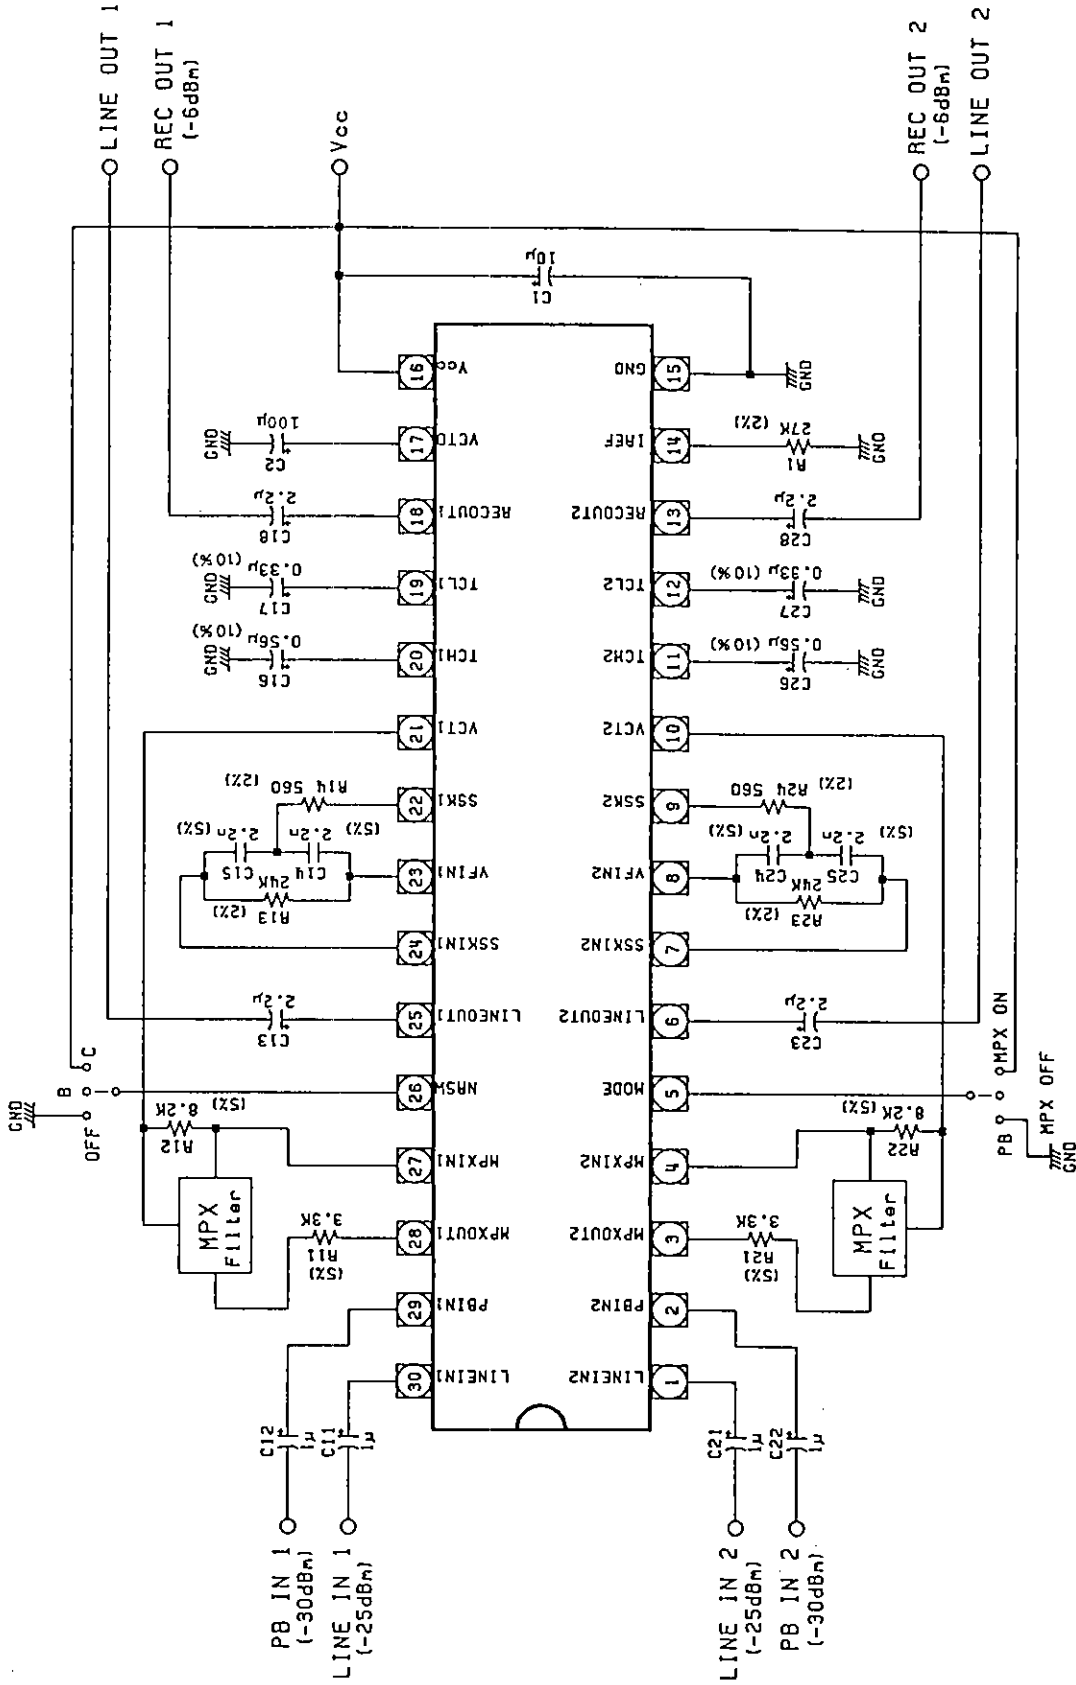 LINE OUT 1
REC OUT 1
(-6dBm)
Vcc
REC OUT 2
(-6dBm)
LINE OUT 2
C1
10μ
16
Vcc
15
GND
GND
17
VCTO
C2
100μ
GND
14
IREF
R1
27K
(2%)
GND
18
RECOUT1
C18
2.2μ
13
RECOUT2
C28
2.2μ
19
TCL1
C17
0.33μ (10%)
GND
12
TCL2
C27
0.33μ (10%)
GND
20
TCH1
C16
0.56μ (10%)
GND
11
TCH2
C26
0.56μ (10%)
GND
21
VCT1
10
VCT2
22
SSK1
R14
560
(2%)
9
SSK2
R24
560
(2%)
23
VFIN1
C15
2.2n
(5%)
C14
2.2n
(5%)
R13
24K
(2%)
8
VFIN2
C24
2.2n
(5%)
C25
2.2n
(5%)
R23
24K
(2%)
24
SSKIN1
7
SSKIN2
25
LINEOUT1
C13
2.2μ
6
LINEOUT2
C23
2.2μ
26
NRSW
GND
OFF
B
C
5
MODE
PB
MPX OFF
MPX ON
GND
27
MPXIN1
R12
8.2K
(5%)
4
MPXIN2
R22
8.2K
(5%)
MPX
Filter
MPX
Filter
28
MPXOUT1
R11
3.3K
(5%)
3
MPXOUT2
R21
3.3K
(5%)
29
PBIN1
2
PBIN2
30
LINEIN1
1
LINEIN2
C12
1μ
C11
1μ
C21
1μ
C22
1μ
PB IN 1
(-30dBm)
LINE IN 1
(-25dBm)
LINE IN 2
(-25dBm)
PB IN 2
(-30dBm)